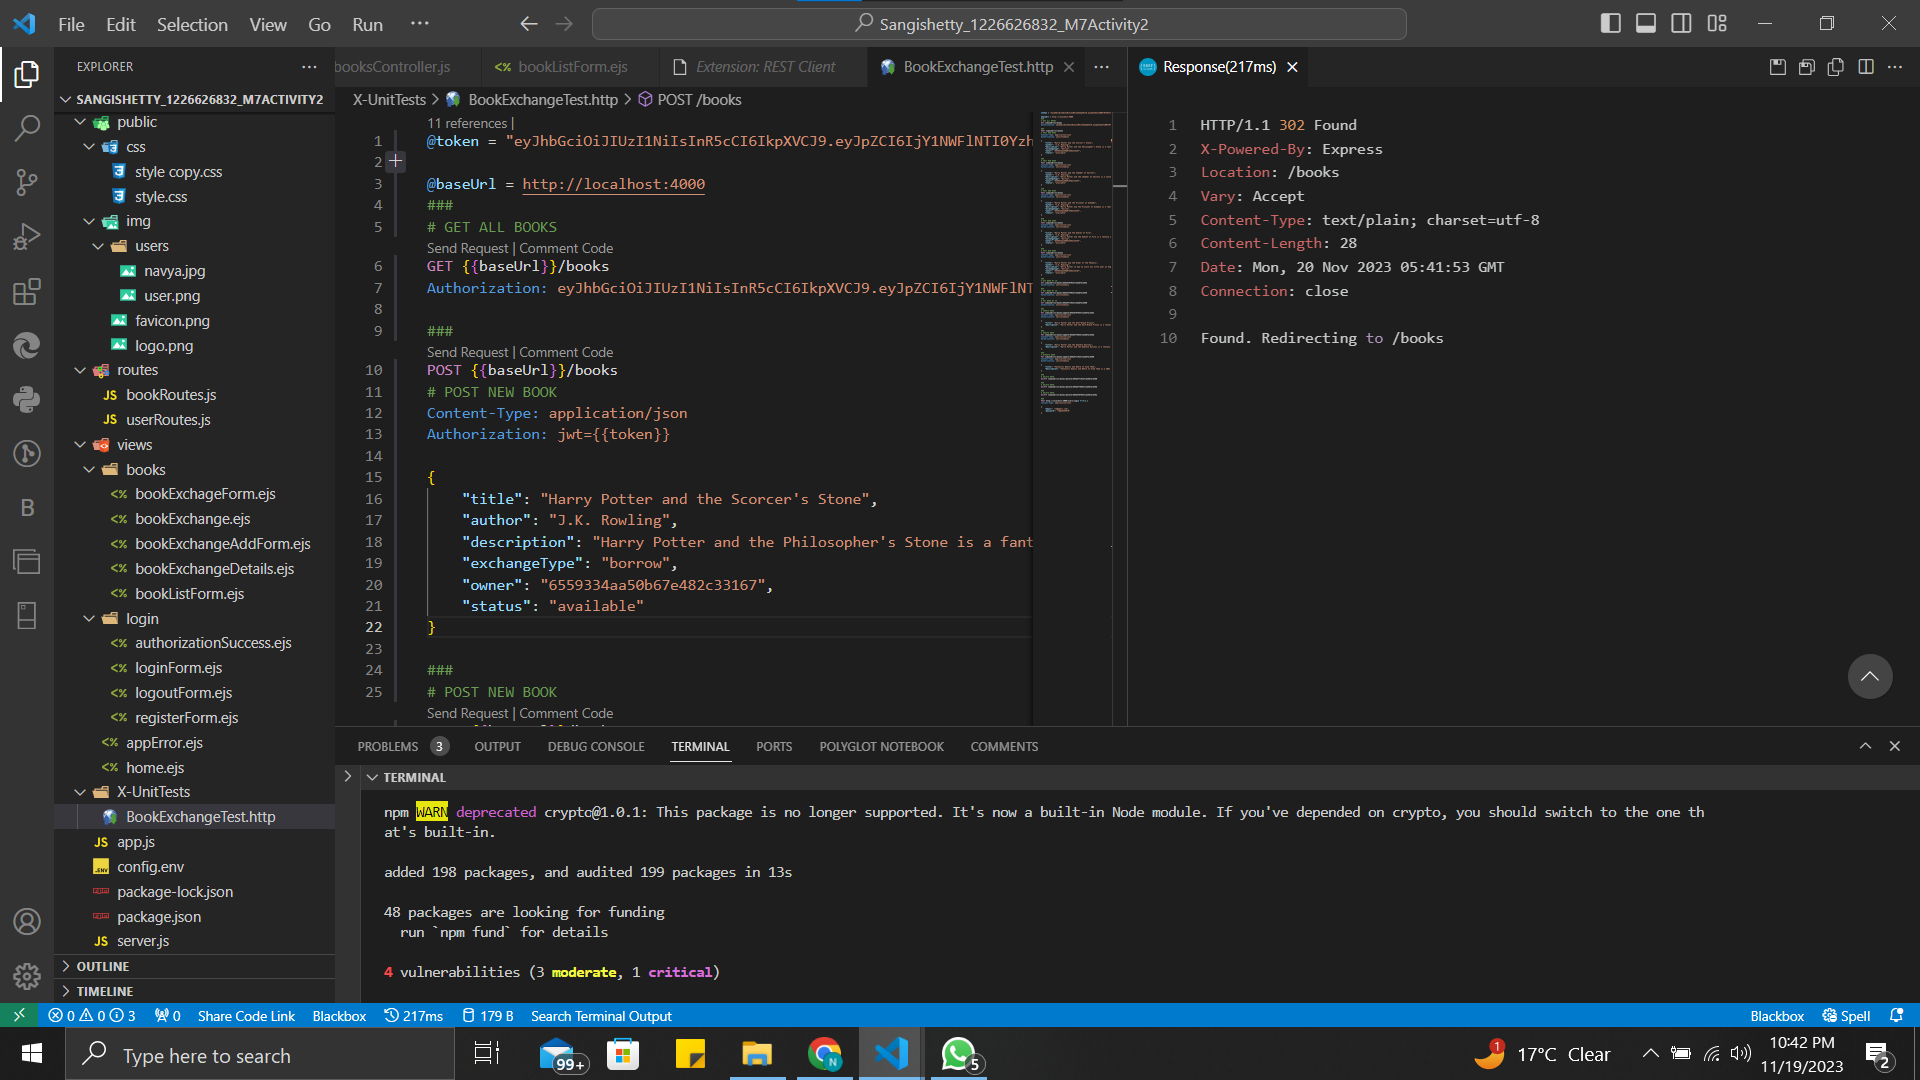 File Edit Selection View Go Run ···
Sangishetty_1226626832_M7Activity2
EXPLORER
SANGISHETTY_1226626832_M7ACTIVITY2
public
css
style copy.css
style.css
img
users
navya.jpg
user.png
favicon.png
logo.png
routes
JS bookRoutes.js
JS userRoutes.js
views
books
<% bookExchageForm.ejs
<% bookExchange.ejs
<% bookExchangeAddForm.ejs
<% bookExchangeDetails.ejs
<% bookListForm.ejs
login
<% authorizationSuccess.ejs
<% loginForm.ejs
<% logoutForm.ejs
<% registerForm.ejs
<% appError.ejs
<% home.ejs
X-UnitTests
BookExchangeTest.http
JS app.js
config.env
package-lock.json
package.json
JS server.js
OUTLINE
TIMELINE
booksController.js <% bookListForm.ejs Extension: REST Client BookExchangeTest.http
X-UnitTests > BookExchangeTest.http > POST /books
11 references |
1 @token = "eyJhbGciOiJIUzI1NiIsInR5cCI6IkpXVCJ9.eyJpZCI6IjY1NWFlNTI0Yzh
2
3 @baseUrl = http://localhost:4000
4 ###
5 # GET ALL BOOKS
Send Request | Comment Code
6 GET {{baseUrl}}/books
7 Authorization: eyJhbGciOiJIUzI1NiIsInR5cCI6IkpXVCJ9.eyJpZCI6IjY1NWFlNT
8
9 ###
Send Request | Comment Code
10 POST {{baseUrl}}/books
11 # POST NEW BOOK
12 Content-Type: application/json
13 Authorization: jwt={{token}}
14
15 {
16 "title": "Harry Potter and the Scorcer's Stone",
17 "author": "J.K. Rowling",
18 "description": "Harry Potter and the Philosopher's Stone is a fant
19 "exchangeType": "borrow",
20 "owner": "6559334aa50b67e482c33167",
21 "status": "available"
22 }
23
24 ###
25 # POST NEW BOOK
Send Request | Comment Code
Response(217ms)
1 HTTP/1.1 302 Found
2 X-Powered-By: Express
3 Location: /books
4 Vary: Accept
5 Content-Type: text/plain; charset=utf-8
6 Content-Length: 28
7 Date: Mon, 20 Nov 2023 05:41:53 GMT
8 Connection: close
9
10 Found. Redirecting to /books
PROBLEMS 3 OUTPUT DEBUG CONSOLE TERMINAL PORTS POLYGLOT NOTEBOOK COMMENTS
TERMINAL
npm WARN deprecated crypto@1.0.1: This package is no longer supported. It's now a built-in Node module. If you've depended on crypto, you should switch to the one th
at's built-in.
added 198 packages, and audited 199 packages in 13s
48 packages are looking for funding
run `npm fund` for details
4 vulnerabilities (3 moderate, 1 critical)
0 0 3 0 Share Code Link Blackbox 217ms 179 B Search Terminal Output Blackbox Spell
Type here to search
99+
N
5
1
17°C Clear
10:42 PM
11/19/2023
2